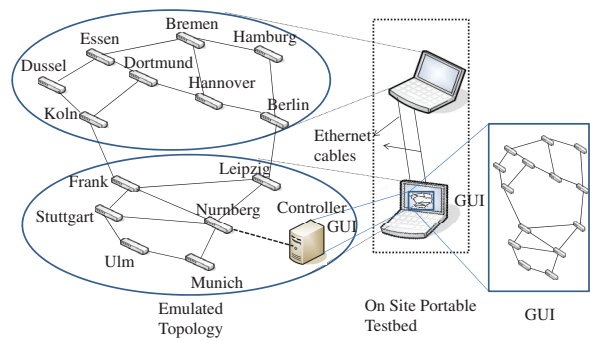 Bremen
Essen
Hamburg
Dussel
Dortmund
Hannover
Koln
Berlin
Ethernet
cables
Leipzig
Frank
Stuttgart
Nurnberg
Controller
GUI
GUI
Ulm
Munich
Emulated
Topology
On Site Portable
Testbed
GUI